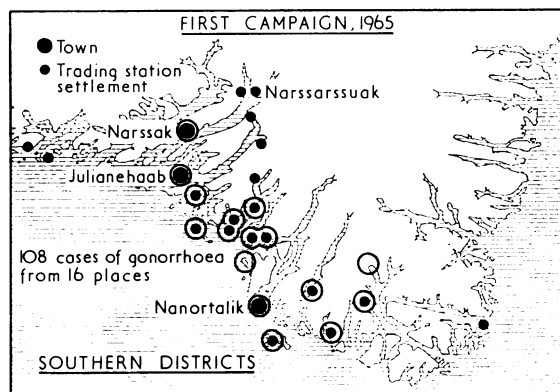 FIRST CAMPAIGN, 1965
Town
Trading station
settlement
Narssarssuak
Narssak
Julianehaab
108 cases of gonorrhoea
from 16 places
Nanortalik
SOUTHERN DISTRICTS